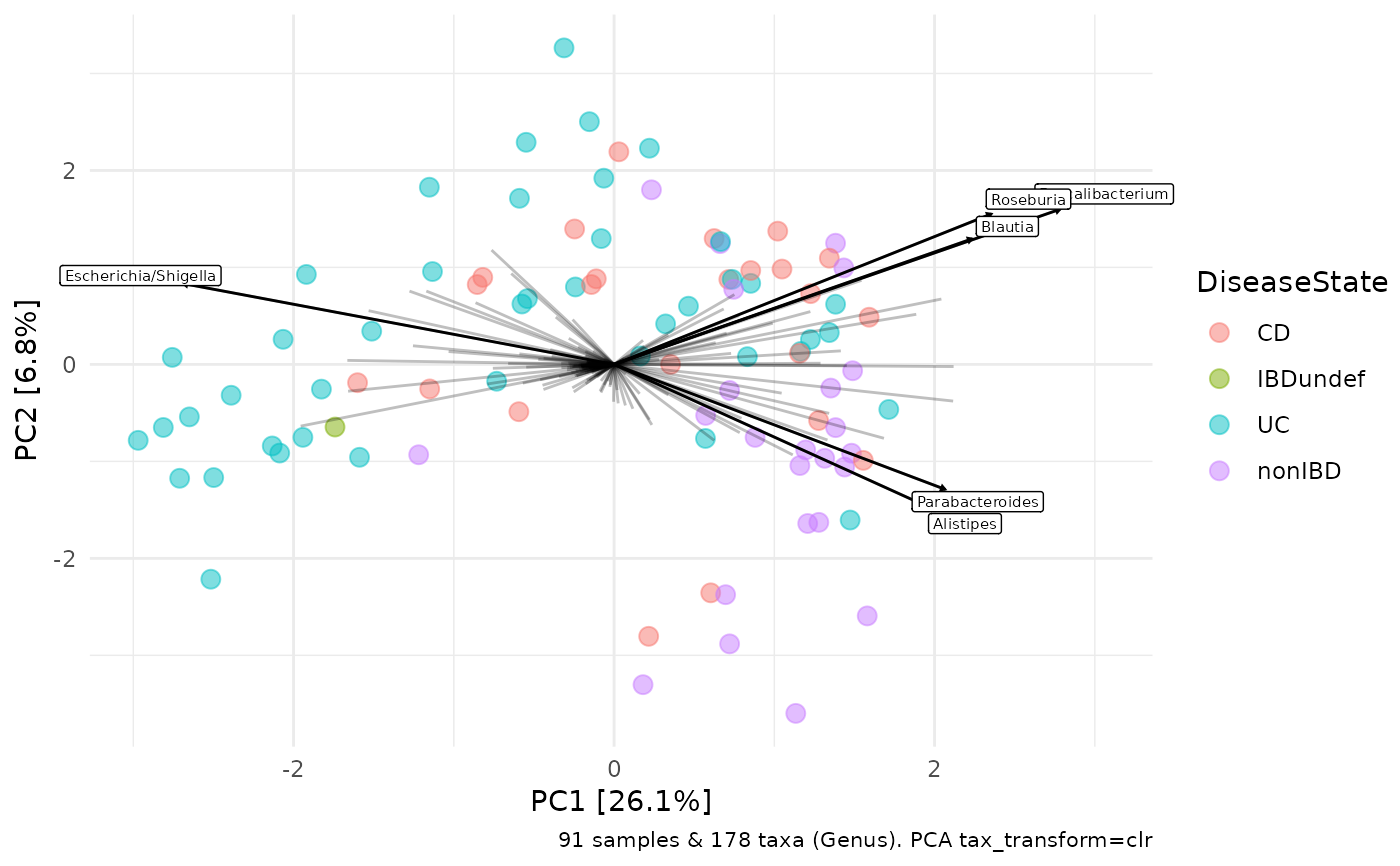 2
0
-2
PC2 [6.8%]
Roseburia
alibacterium
Blautia
Escherichia/Shigella
Parabacteroides
Alistipes
-2
0
2
PC1 [26.1%]
91 samples & 178 taxa (Genus). PCA tax_transform=clr
DiseaseState
CD
IBDundef
UC
nonIBD